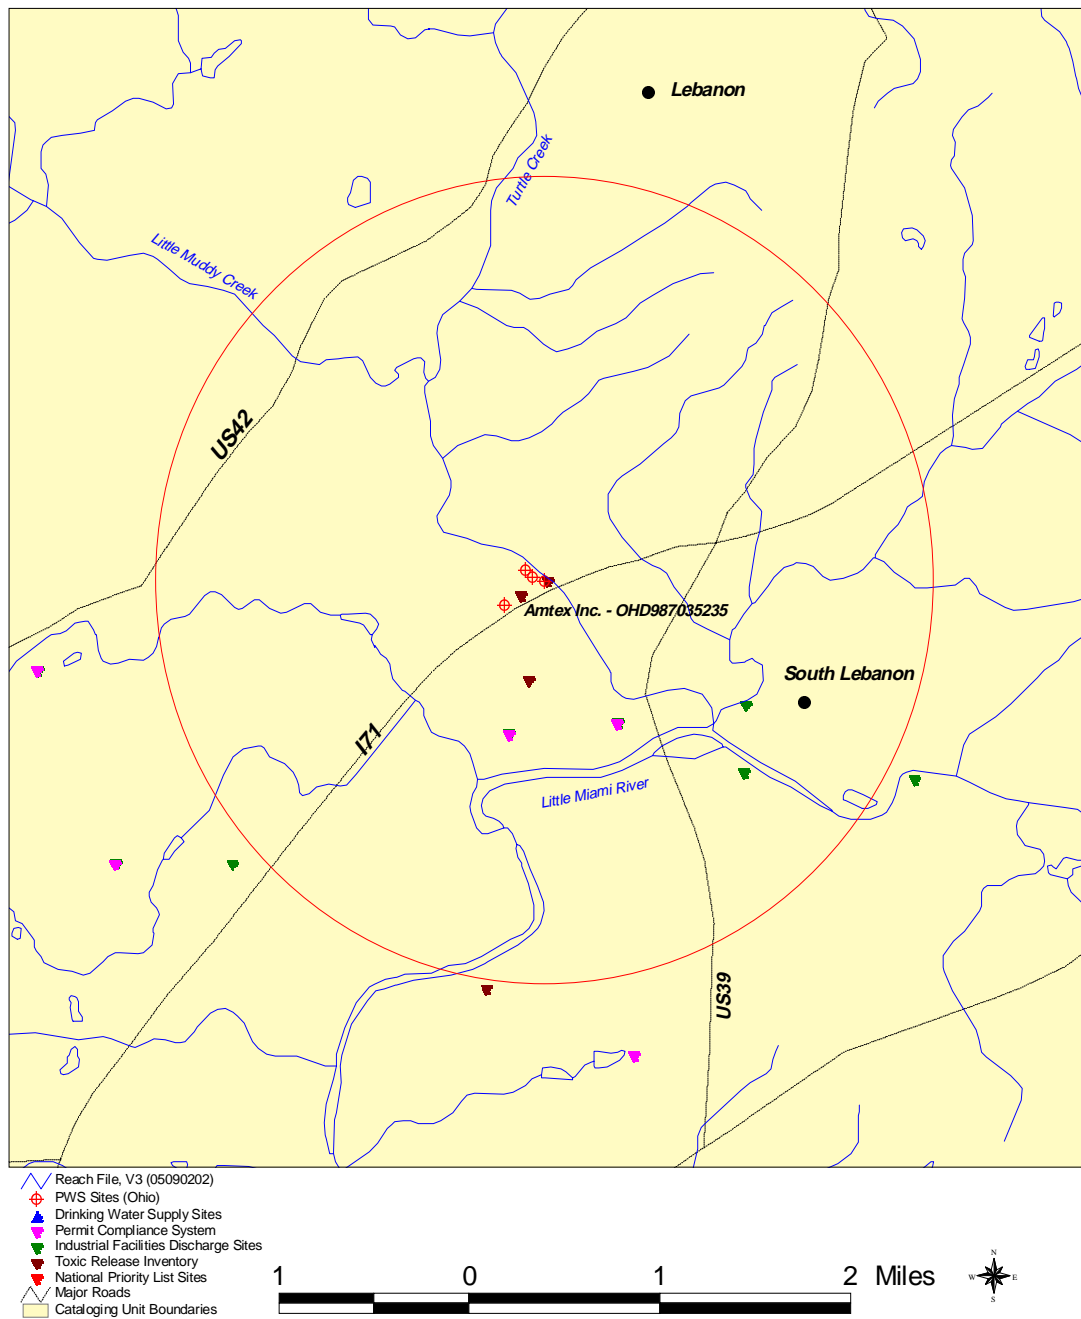 Lebanon
Turtle Creek
Little Muddy Creek
US42
Amtex Inc. - OHD987035235
South Lebanon
I71
Little Miami River
US39
Reach File, V3 (05090202)
PWS Sites (Ohio)
Drinking Water Supply Sites
Permit Compliance System
Industrial Facilities Discharge Sites
Toxic Release Inventory
National Priority List Sites
Major Roads
Cataloging Unit Boundaries
1 0 1 2 Miles
N
W E
S